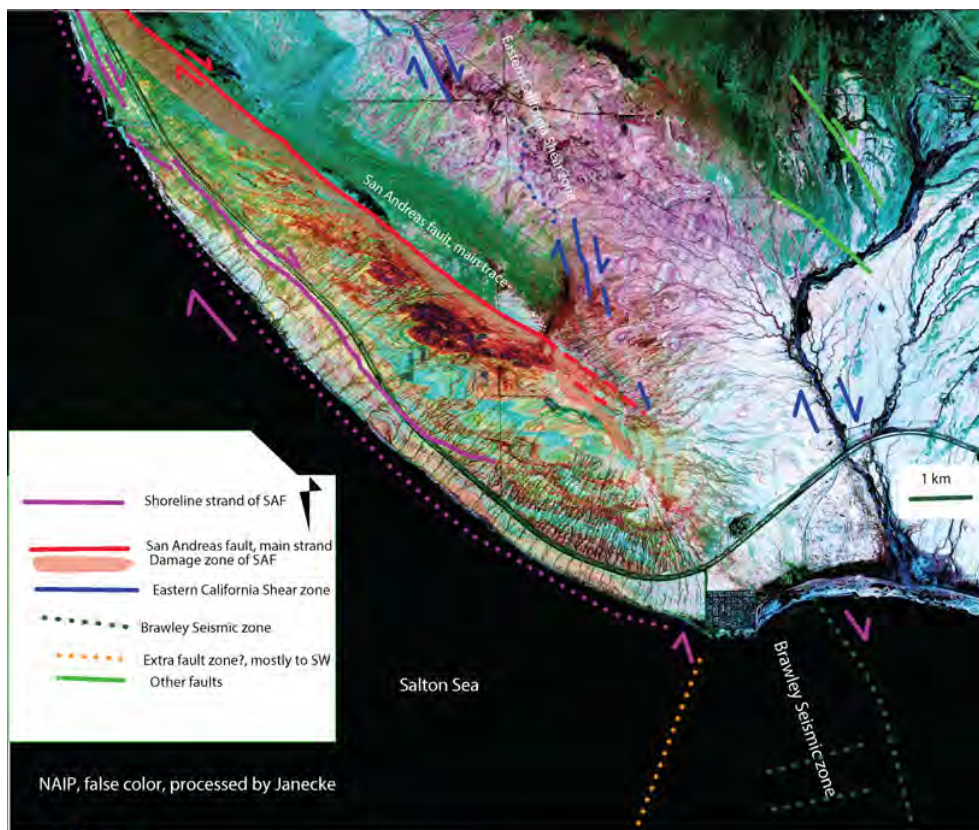 Eastern California Shear zone
San Andreas fault, main trace
1 km
Shoreline strand of SAF
San Andreas fault, main strand
Damage zone of SAF
Eastern California Shear zone
Brawley Seismic zone
Extra fault zone?, mostly to SW
Other faults
Salton Sea
Brawley Seismic zone
NAIP, false color, processed by Janecke